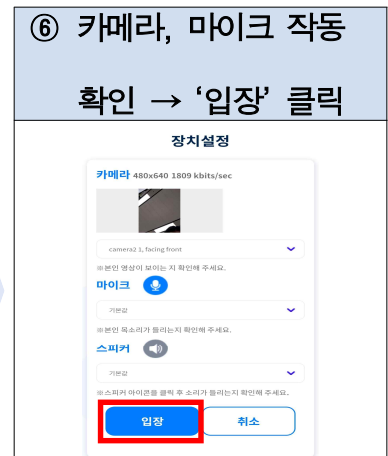 ⑥ 카메라, 마이크 작동
확인 → ‘입장’ 클릭
장치설정
카메라 480x640 1809 kbits/sec
camera2 1, facing front
※본인 영상이 보이는 지 확인해 주세요.
마이크
기본값
※본인 목소리가 들리는지 확인해 주세요.
스피커
기본값
※스피커 아이콘을 클릭 후 소리가 들리는지 확인해 주세요.
입장 취소